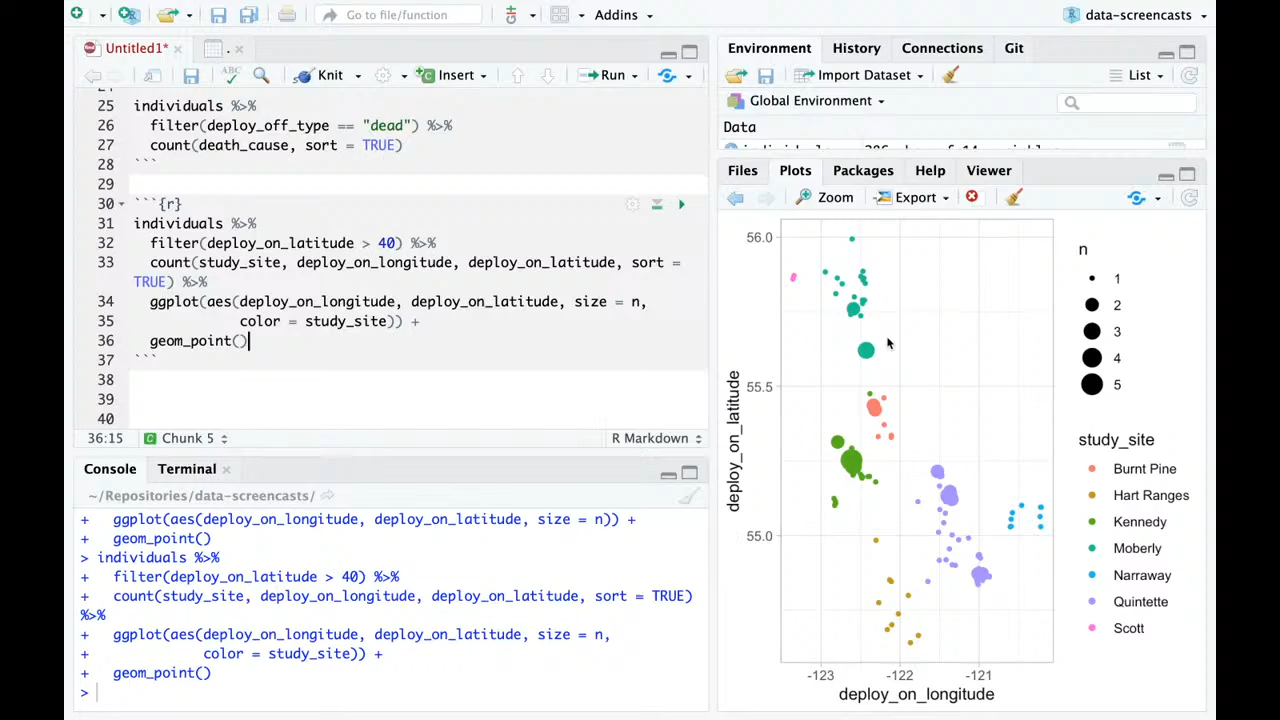 Go to file/function
Addins
data-screencasts
Untitled1*
.
ABC
Knit
Insert
Run
25 individuals %>%
26 filter(deploy_off_type == "dead") %>%
27 count(death_cause, sort = TRUE)
28 ```
29
30 ```{r}
31 individuals %>%
32 filter(deploy_on_latitude > 40) %>%
33 count(study_site, deploy_on_longitude, deploy_on_latitude, sort =
TRUE) %>%
34 ggplot(aes(deploy_on_longitude, deploy_on_latitude, size = n,
35 color = study_site)) +
36 geom_point()
37 ```
38
39
40
36:15
Chunk 5
R Markdown
Console
Terminal
~/Repositories/data-screencasts/
+ ggplot(aes(deploy_on_longitude, deploy_on_latitude, size = n)) +
+ geom_point()
> individuals %>%
+ filter(deploy_on_latitude > 40) %>%
+ count(study_site, deploy_on_longitude, deploy_on_latitude, sort = TRUE)
%>%
+ ggplot(aes(deploy_on_longitude, deploy_on_latitude, size = n,
+ color = study_site)) +
+ geom_point()
>
Environment
History
Connections
Git
Import Dataset
List
Global Environment
Data
Files
Plots
Packages
Help
Viewer
Zoom
Export
56.0
55.5
55.0
deploy_on_latitude
-123
-122
-121
deploy_on_longitude
n
1
2
3
4
5
study_site
Burnt Pine
Hart Ranges
Kennedy
Moberly
Narraway
Quintette
Scott